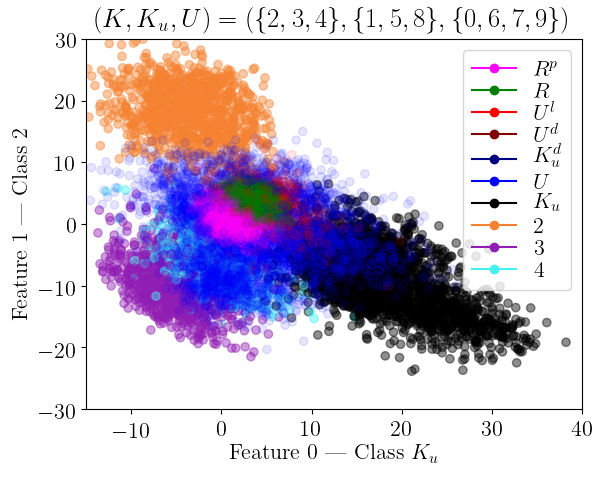 (K, K_u, U) = ({2, 3, 4}, {1, 5, 8}, {0, 6, 7, 9})
30
20
10
0
−10
−20
−30
Feature 1 — Class 2
R^p
R
U^l
U^d
K_u^d
U
K_u
2
3
4
−10
0
10
20
30
40
Feature 0 — Class K_u